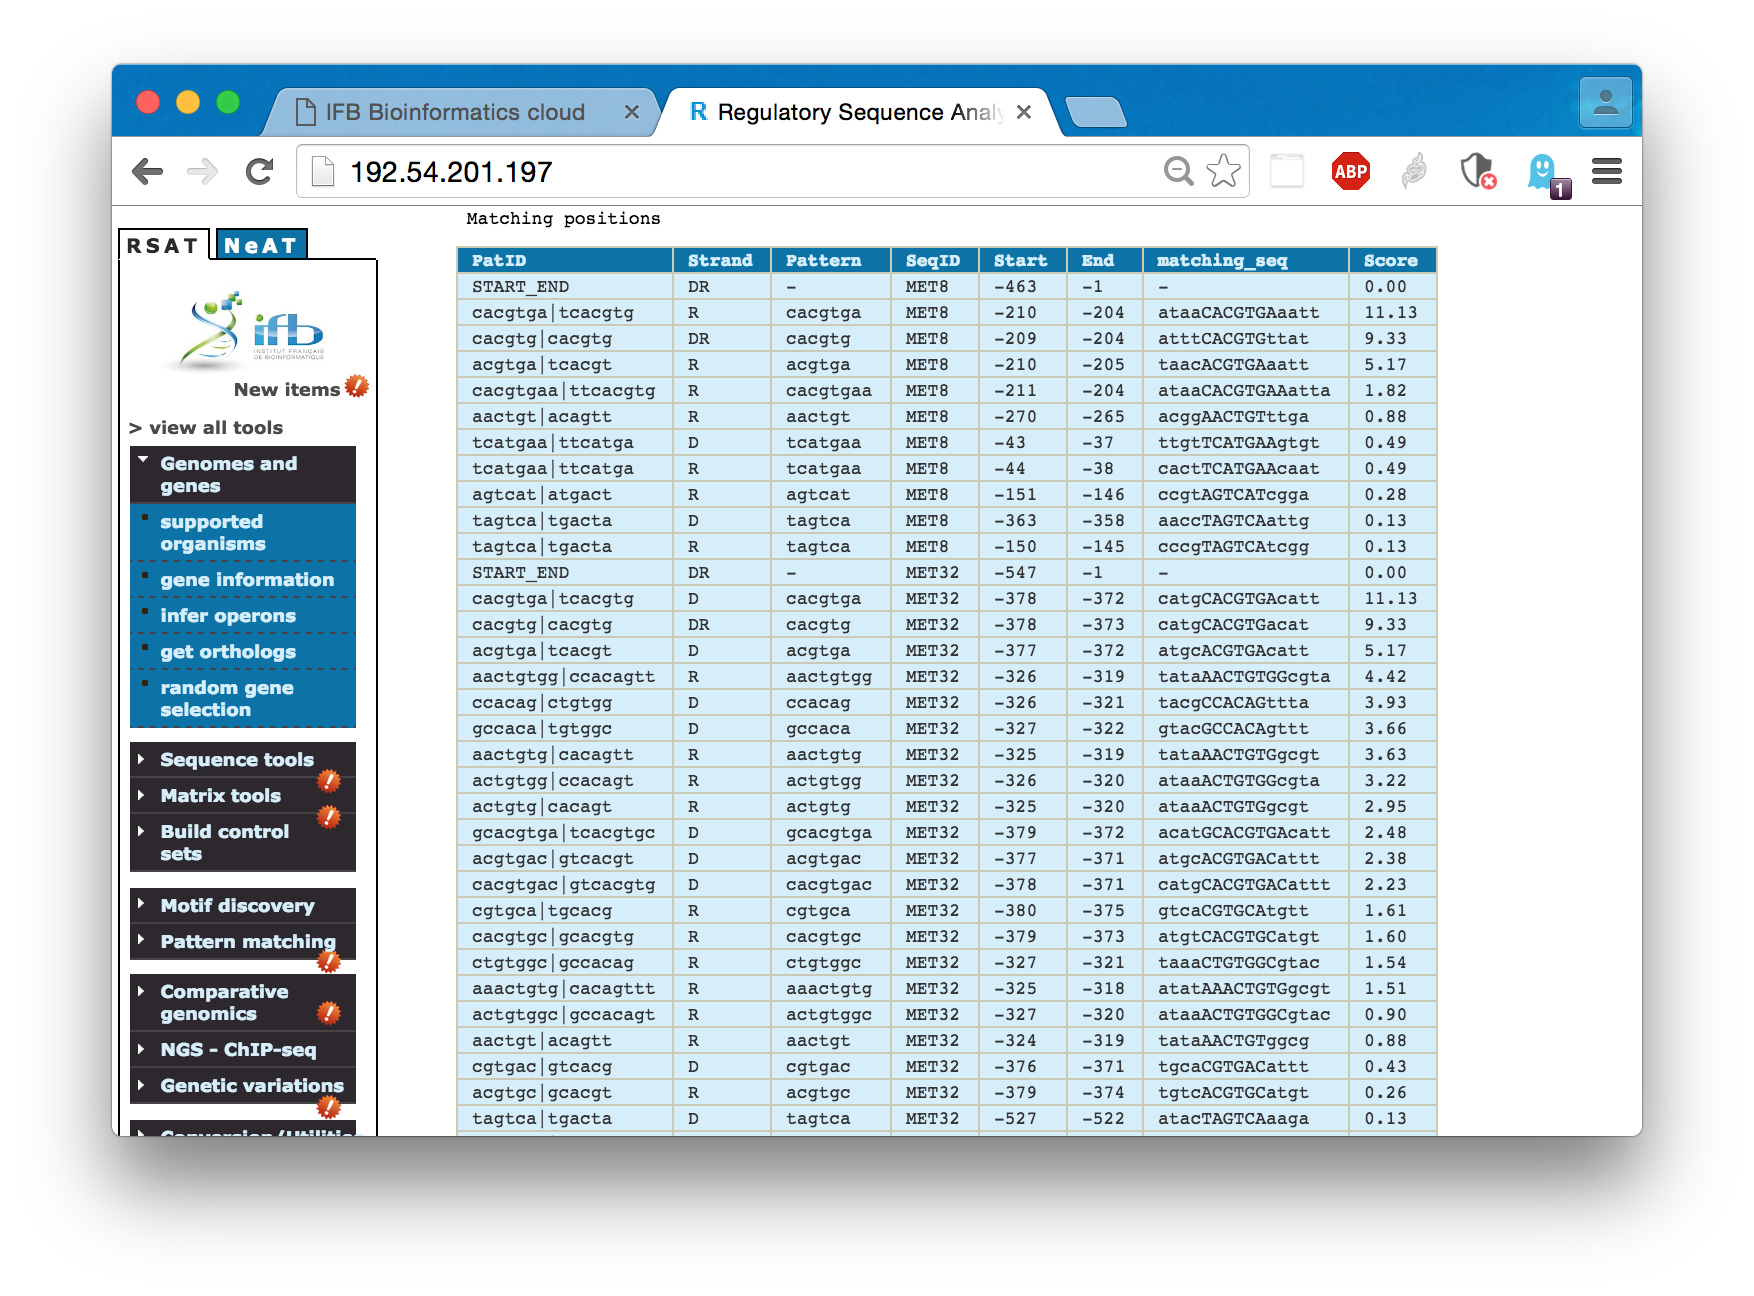 IFB Bioinformatics cloud
R Regulatory Sequence Analy
192.54.201.197
ABP
1
RSAT NeAT
ifb
INSTITUT FRANÇAIS
DE BIOINFORMATIQUE
New items
> view all tools
Genomes and
genes
supported
organisms
gene information
infer operons
get orthologs
random gene
selection
Sequence tools
Matrix tools
Build control
sets
Motif discovery
Pattern matching
Comparative
genomics
NGS - ChIP-seq
Genetic variations
Matching positions
PatID Strand Pattern SeqID Start End matching_seq Score
START_END DR - MET8 -463 -1 - 0.00
cacgtga|tcacgtg R cacgtga MET8 -210 -204 ataaCACGTGAaatt 11.13
cacgtg|cacgtg DR cacgtg MET8 -209 -204 atttCACGTGttat 9.33
acgtga|tcacgt R acgtga MET8 -210 -205 taacACGTGAaatt 5.17
cacgtgaa|ttcacgtg R cacgtgaa MET8 -211 -204 ataaCACGTGAAatta 1.82
aactgt|acagtt R aactgt MET8 -270 -265 acggAACTGTttga 0.88
tcatgaa|ttcatga D tcatgaa MET8 -43 -37 ttgtTCATGAAgtgt 0.49
tcatgaa|ttcatga R tcatgaa MET8 -44 -38 cactTCATGAAcaat 0.49
agtcat|atgact R agtcat MET8 -151 -146 ccgtAGTCATcgga 0.28
tagtca|tgacta D tagtca MET8 -363 -358 aaccTAGTCAattg 0.13
tagtca|tgacta R tagtca MET8 -150 -145 cccgTAGTCAtcgg 0.13
START_END DR - MET32 -547 -1 - 0.00
cacgtga|tcacgtg D cacgtga MET32 -378 -372 catgCACGTGAcatt 11.13
cacgtg|cacgtg DR cacgtg MET32 -378 -373 catgCACGTGacat 9.33
acgtga|tcacgt D acgtga MET32 -377 -372 atgcACGTGAcatt 5.17
aactgtgg|ccacagtt R aactgtgg MET32 -326 -319 tataAACTGTGGcgta 4.42
ccacag|ctgtgg D ccacag MET32 -326 -321 tacgCCACAGttta 3.93
gccaca|tgtggc D gccaca MET32 -327 -322 gtacGCCACAgttt 3.66
aactgtg|cacagtt R aactgtg MET32 -325 -319 tataAACTGTGgcgt 3.63
actgtgg|ccacagt R actgtgg MET32 -326 -320 ataaACTGTGGcgta 3.22
actgtg|cacagt R actgtg MET32 -325 -320 ataaACTGTGgcgt 2.95
gcacgtga|tcacgtgc D gcacgtga MET32 -379 -372 acatGCACGTGAcatt 2.48
acgtgac|gtcacgt D acgtgac MET32 -377 -371 atgcACGTGACattt 2.38
cacgtgac|gtcacgtg D cacgtgac MET32 -378 -371 catgCACGTGACattt 2.23
cgtgca|tgcacg R cgtgca MET32 -380 -375 gtcaCGTGCAtgtt 1.61
cacgtgc|gcacgtg R cacgtgc MET32 -379 -373 atgtCACGTGCatgt 1.60
ctgtggc|gccacag R ctgtggc MET32 -327 -321 taaaCTGTGGCgtac 1.54
aaactgtg|cacagttt R aaactgtg MET32 -325 -318 atatAAACTGTGgcgt 1.51
actgtggc|gccacagt R actgtggc MET32 -327 -320 ataaACTGTGGCgtac 0.90
aactgt|acagtt R aactgt MET32 -324 -319 tataAACTGTggcg 0.88
cgtgac|gtcacg D cgtgac MET32 -376 -371 tgcaCGTGACattt 0.43
acgtgc|gcacgt R acgtgc MET32 -379 -374 tgtcACGTGCatgt 0.26
tagtca|tgacta D tagtca MET32 -527 -522 atacTAGTCAaaga 0.13